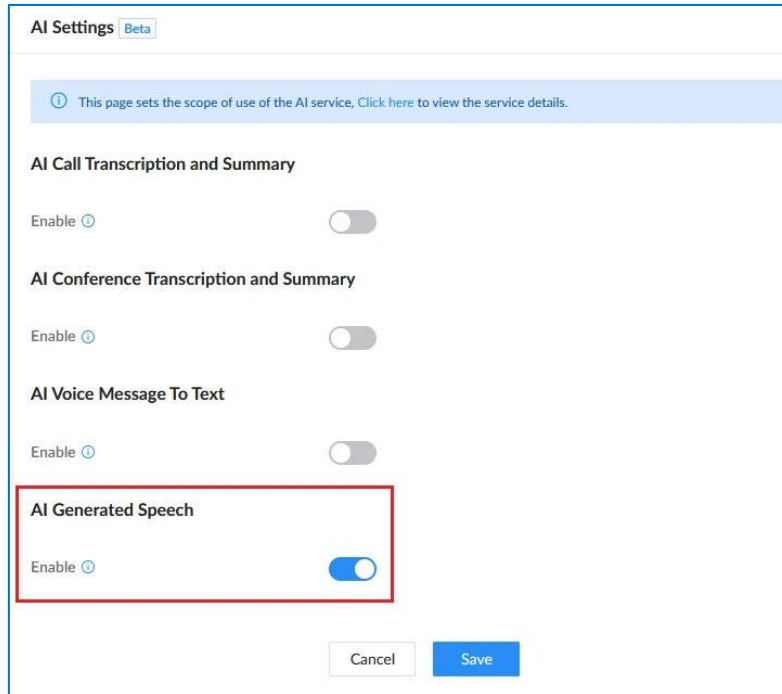 AI Settings Beta
This page sets the scope of use of the AI service, Click here to view the service details.
AI Call Transcription and Summary
Enable
AI Conference Transcription and Summary
Enable
AI Voice Message To Text
Enable
AI Generated Speech
Enable
Cancel Save